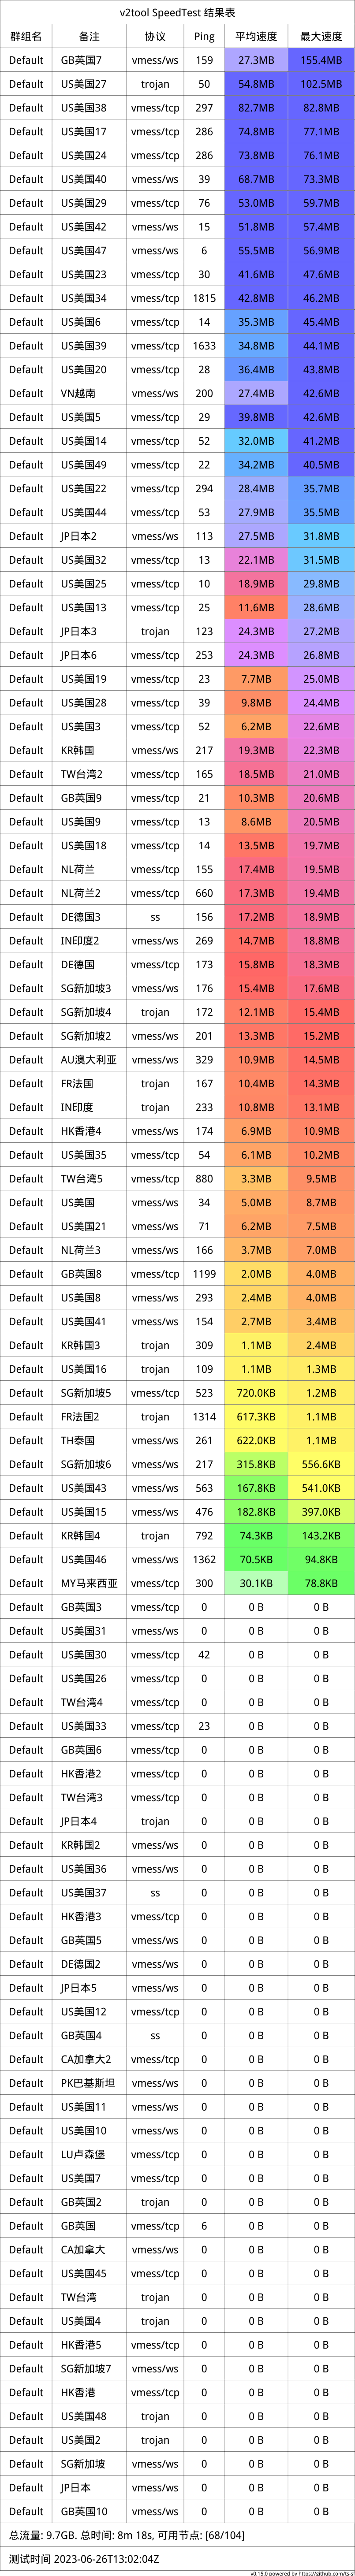 v2tool SpeedTest 结果表
群组名 备注 协议 Ping 平均速度 最大速度
Default GB英国7 vmess/ws 159 27.3MB 155.4MB
Default US美国27 trojan 50 54.8MB 102.5MB
Default US美国38 vmess/tcp 297 82.7MB 82.8MB
Default US美国17 vmess/tcp 286 74.8MB 77.1MB
Default US美国24 vmess/tcp 286 73.8MB 76.1MB
Default US美国40 vmess/ws 39 68.7MB 73.3MB
Default US美国29 vmess/tcp 76 53.0MB 59.7MB
Default US美国42 vmess/ws 15 51.8MB 57.4MB
Default US美国47 vmess/ws 6 55.5MB 56.9MB
Default US美国23 vmess/tcp 30 41.6MB 47.6MB
Default US美国34 vmess/tcp 1815 42.8MB 46.2MB
Default US美国6 vmess/tcp 14 35.3MB 45.4MB
Default US美国39 vmess/tcp 1633 34.8MB 44.1MB
Default US美国20 vmess/tcp 28 36.4MB 43.8MB
Default VN越南 vmess/ws 200 27.4MB 42.6MB
Default US美国5 vmess/tcp 29 39.8MB 42.6MB
Default US美国14 vmess/tcp 52 32.0MB 41.2MB
Default US美国49 vmess/tcp 22 34.2MB 40.5MB
Default US美国22 vmess/tcp 294 28.4MB 35.7MB
Default US美国44 vmess/tcp 53 27.9MB 35.5MB
Default JP日本2 vmess/ws 113 27.5MB 31.8MB
Default US美国32 vmess/tcp 13 22.1MB 31.5MB
Default US美国25 vmess/tcp 10 18.9MB 29.8MB
Default US美国13 vmess/tcp 25 11.6MB 28.6MB
Default JP日本3 trojan 123 24.3MB 27.2MB
Default JP日本6 vmess/tcp 253 24.3MB 26.8MB
Default US美国19 vmess/tcp 23 7.7MB 25.0MB
Default US美国28 vmess/tcp 39 9.8MB 24.4MB
Default US美国3 vmess/tcp 52 6.2MB 22.6MB
Default KR韩国 vmess/ws 217 19.3MB 22.3MB
Default TW台湾2 vmess/tcp 165 18.5MB 21.0MB
Default GB英国9 vmess/tcp 21 10.3MB 20.6MB
Default US美国9 vmess/tcp 13 8.6MB 20.5MB
Default US美国18 vmess/tcp 14 13.5MB 19.7MB
Default NL荷兰 vmess/tcp 155 17.4MB 19.5MB
Default NL荷兰2 vmess/tcp 660 17.3MB 19.4MB
Default DE德国3 ss 156 17.2MB 18.9MB
Default IN印度2 vmess/ws 269 14.7MB 18.8MB
Default DE德国 vmess/tcp 173 15.8MB 18.3MB
Default SG新加坡3 vmess/ws 176 15.4MB 17.6MB
Default SG新加坡4 trojan 172 12.1MB 15.4MB
Default SG新加坡2 vmess/ws 201 13.3MB 15.2MB
Default AU澳大利亚 vmess/ws 329 10.9MB 14.5MB
Default FR法国 trojan 167 10.4MB 14.3MB
Default IN印度 trojan 233 10.8MB 13.1MB
Default HK香港4 vmess/ws 174 6.9MB 10.9MB
Default US美国35 vmess/tcp 54 6.1MB 10.2MB
Default TW台湾5 vmess/tcp 880 3.3MB 9.5MB
Default US美国 vmess/ws 34 5.0MB 8.7MB
Default US美国21 vmess/ws 71 6.2MB 7.5MB
Default NL荷兰3 vmess/ws 166 3.7MB 7.0MB
Default GB英国8 vmess/tcp 1199 2.0MB 4.0MB
Default US美国8 vmess/tcp 293 2.4MB 4.0MB
Default US美国41 vmess/ws 154 2.7MB 3.4MB
Default KR韩国3 trojan 309 1.1MB 2.4MB
Default US美国16 trojan 109 1.1MB 1.3MB
Default SG新加坡5 vmess/tcp 523 720.0KB 1.2MB
Default FR法国2 trojan 1314 617.3KB 1.1MB
Default TH泰国 vmess/ws 261 622.0KB 1.1MB
Default SG新加坡6 vmess/ws 217 315.8KB 556.6KB
Default US美国43 vmess/ws 563 167.8KB 541.0KB
Default US美国15 vmess/ws 476 182.8KB 397.0KB
Default KR韩国4 trojan 792 74.3KB 143.2KB
Default US美国46 vmess/ws 1362 70.5KB 94.8KB
Default MY马来西亚 vmess/tcp 300 30.1KB 78.8KB
Default GB英国3 vmess/tcp 0 0 B 0 B
Default US美国31 vmess/ws 0 0 B 0 B
Default US美国30 vmess/tcp 42 0 B 0 B
Default US美国26 vmess/tcp 0 0 B 0 B
Default TW台湾4 vmess/tcp 0 0 B 0 B
Default US美国33 vmess/tcp 23 0 B 0 B
Default GB英国6 vmess/tcp 0 0 B 0 B
Default HK香港2 vmess/tcp 0 0 B 0 B
Default TW台湾3 vmess/tcp 0 0 B 0 B
Default JP日本4 trojan 0 0 B 0 B
Default KR韩国2 vmess/ws 0 0 B 0 B
Default US美国36 vmess/ws 0 0 B 0 B
Default US美国37 ss 0 0 B 0 B
Default HK香港3 vmess/tcp 0 0 B 0 B
Default GB英国5 vmess/ws 0 0 B 0 B
Default DE德国2 vmess/ws 0 0 B 0 B
Default JP日本5 vmess/ws 0 0 B 0 B
Default US美国12 vmess/tcp 0 0 B 0 B
Default GB英国4 ss 0 0 B 0 B
Default CA加拿大2 vmess/tcp 0 0 B 0 B
Default PK巴基斯坦 vmess/ws 0 0 B 0 B
Default US美国11 vmess/ws 0 0 B 0 B
Default US美国10 vmess/ws 0 0 B 0 B
Default LU卢森堡 vmess/tcp 0 0 B 0 B
Default US美国7 vmess/tcp 0 0 B 0 B
Default GB英国2 trojan 0 0 B 0 B
Default GB英国 vmess/tcp 6 0 B 0 B
Default CA加拿大 vmess/ws 0 0 B 0 B
Default US美国45 vmess/tcp 0 0 B 0 B
Default TW台湾 trojan 0 0 B 0 B
Default US美国4 trojan 0 0 B 0 B
Default HK香港5 vmess/tcp 0 0 B 0 B
Default SG新加坡7 vmess/ws 0 0 B 0 B
Default HK香港 vmess/tcp 0 0 B 0 B
Default US美国48 trojan 0 0 B 0 B
Default US美国2 trojan 0 0 B 0 B
Default SG新加坡 vmess/ws 0 0 B 0 B
Default JP日本 vmess/ws 0 0 B 0 B
Default GB英国10 vmess/ws 0 0 B 0 B
总流量: 9.7GB. 总时间: 8m 18s, 可用节点: [68/104]
测试时间 2023-06-26T13:02:04Z
v0.15.0 powered by https://github.com/ts-sf